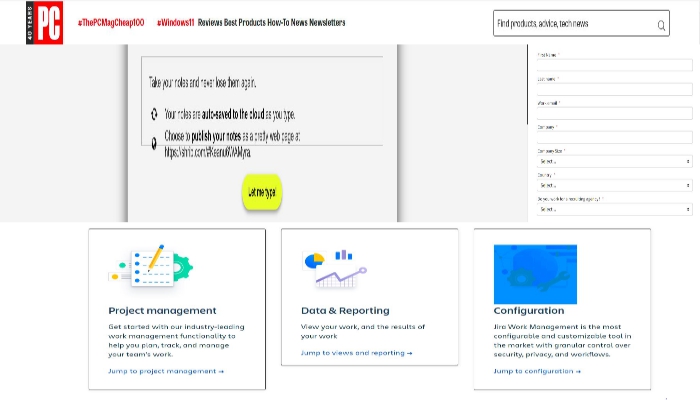 40 YEARS
PC
#ThePCMagCheap100 #Windows11 Reviews Best Products How-To News Newsletters
Find products, advice, tech news
Take your notes and never lose them again.
Your notes are auto-saved to the cloud as you type.
Choose to publish your notes as a pretty web page at
Let me type!
First Name *
Last name *
Work email *
Company *
Company Size *
Select...
Country *
Select...
Do you work for a recruiting agency? *
Select...
Project management
Get started with our industry-leading
work management functionality to
help you plan, track, and manage
your team's work.
Jump to project management →
Data & Reporting
View your work, and the results of
your work
Jump to views and reporting →
Configuration
Jira Work Management is the most
configurable and customizable tool in
the market with granular control over
security, privacy, and workflows.
Jump to configuration →